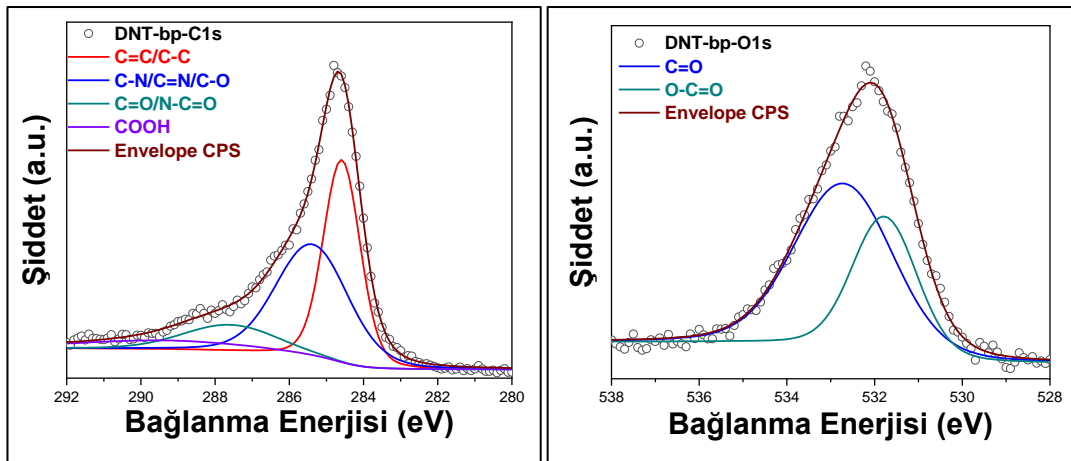 DNT-bp-C1s
C=C/C-C
C-N/C=N/C-O
C=O/N-C=O
COOH
Envelope CPS
Şiddet (a.u.)
292 290 288 286 284 282 280
Bağlanma Enerjisi (eV)
DNT-bp-O1s
C=O
O-C=O
Envelope CPS
Şiddet (a.u.)
538 536 534 532 530 528
Bağlanma Enerjisi (eV)